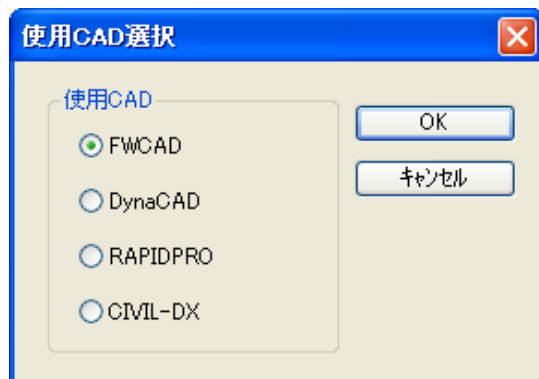 使用CAD選択
使用CAD
FWCAD
DynaCAD
RAPIDPRO
CIVIL-DX
OK
ｷｬﾝｾﾙ